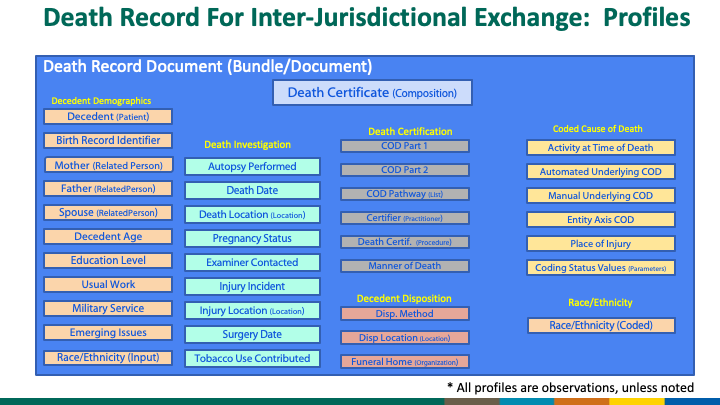 Death Record For Inter-Jurisdictional Exchange: Profiles
Death Record Document (Bundle/Document)
Death Certificate (Composition)
Decedent Demographics
Decedent (Patient)
Birth Record Identifier
Mother (Related Person)
Father (RelatedPerson)
Spouse (RelatedPerson)
Decedent Age
Education Level
Usual Work
Military Service
Emerging Issues
Race/Ethnicity (Input)
Death Investigation
Autopsy Performed
Death Date
Death Location (Location)
Pregnancy Status
Examiner Contacted
Injury Incident
Injury Location (Location)
Surgery Date
Tobacco Use Contributed
Death Certification
COD Part 1
COD Part 2
COD Pathway (List)
Certifier (Practitioner)
Death Certif. (Procedure)
Manner of Death
Decedent Disposition
Disp. Method
Disp Location (Location)
Funeral Home (Organization)
Coded Cause of Death
Activity at Time of Death
Automated Underlying COD
Manual Underlying COD
Entity Axis COD
Place of Injury
Coding Status Values (Parameters)
Race/Ethnicity
Race/Ethnicity (Coded)
* All profiles are observations, unless noted